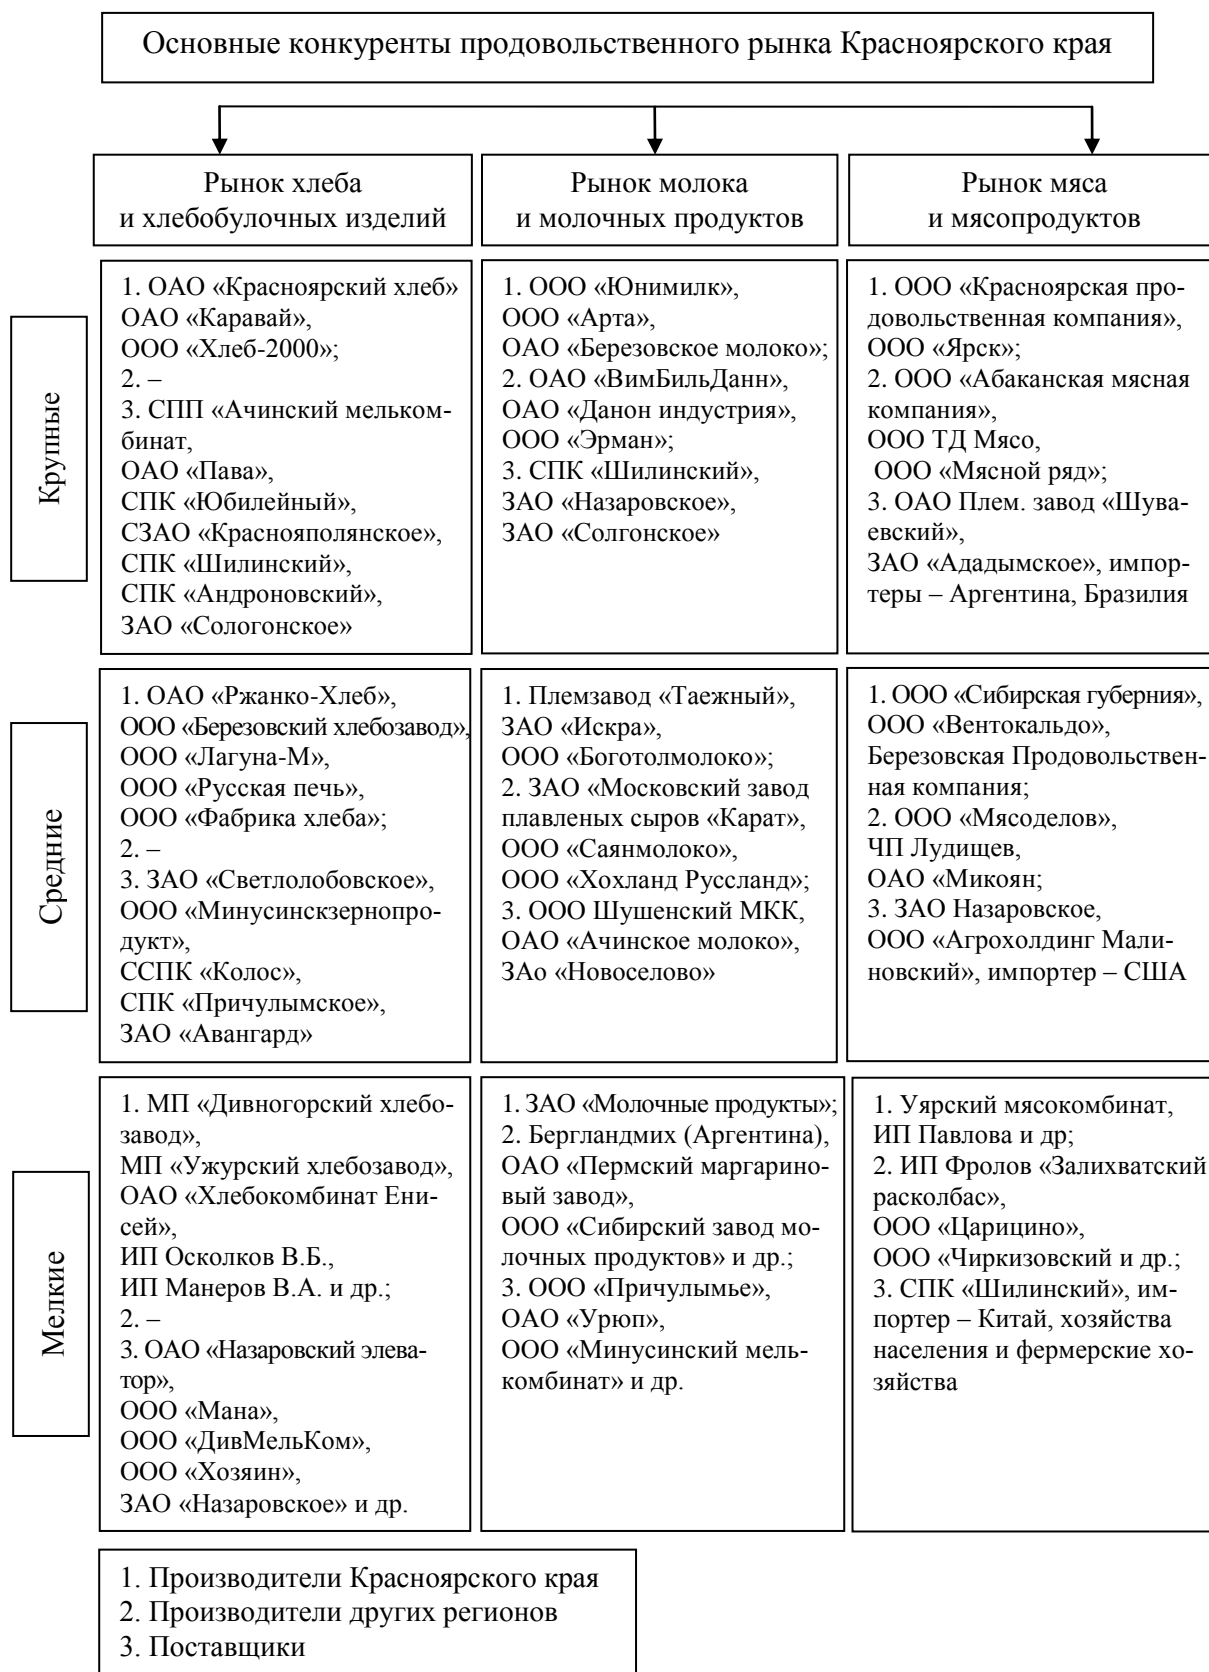 Основные конкуренты продовольственного рынка Красноярского края
Рынок хлеба
и хлебобулочных изделий
Рынок молока
и молочных продуктов
Рынок мяса
и мясопродуктов
Крупные
1. ОАО «Красноярский хлеб»
ОАО «Каравай»,
ООО «Хлеб-2000»;
2. –
3. СПП «Ачинский мельком-
бинат,
ОАО «Пава»,
СПК «Юбилейный»,
СЗАО «Краснояполянское»,
СПК «Шилинский»,
СПК «Андроновский»,
ЗАО «Сологонское»
1. ООО «Юнимилк»,
ООО «Арта»,
ОАО «Березовское молоко»;
2. ОАО «ВимБильДанн»,
ОАО «Данон индустрия»,
ООО «Эрман»;
3. СПК «Шилинский»,
ЗАО «Назаровское»,
ЗАО «Солгонское»
1. ООО «Красноярская про-
довольственная компания»,
ООО «Ярск»;
2. ООО «Абаканская мясная
компания»,
ООО ТД Мясо,
ООО «Мясной ряд»;
3. ОАО Плем. завод «Шува-
евский»,
ЗАО «Ададымское», импор-
теры – Аргентина, Бразилия
Средние
1. ОАО «Ржанко-Хлеб»,
ООО «Березовский хлебозавод»,
ООО «Лагуна-М»,
ООО «Русская печь»,
ООО «Фабрика хлеба»;
2. –
3. ЗАО «Светлолобовское»,
ООО «Минусинскзернопро-
дукт»,
ССПК «Колос»,
СПК «Причулымское»,
ЗАО «Авангард»
1. Племзавод «Таежный»,
ЗАО «Искра»,
ООО «Боготолмолоко»;
2. ЗАО «Московский завод
плавленых сыров «Карат»,
ООО «Саянмолоко»,
ООО «Хохланд Руссланд»;
3. ООО Шушенский МКК,
ОАО «Ачинское молоко»,
ЗАо «Новоселово»
1. ООО «Сибирская губерния»,
ООО «Вентокальдо»,
Березовская Продовольствен-
ная компания;
2. ООО «Мясоделов»,
ЧП Лудищев,
ОАО «Микоян;
3. ЗАО Назаровское,
ООО «Агрохолдинг Мали-
новский», импортер – США
Мелкие
1. МП «Дивногорский хлебо-
завод»,
МП «Ужурский хлебозавод»,
ОАО «Хлебокомбинат Ени-
сей»,
ИП Осколков В.Б.,
ИП Манеров В.А. и др.;
2. –
3. ОАО «Назаровский элева-
тор»,
ООО «Мана»,
ООО «ДивМельКом»,
ООО «Хозяин»,
ЗАО «Назаровское» и др.
1. ЗАО «Молочные продукты»;
2. Бергландмих (Аргентина),
ОАО «Пермский маргарино-
вый завод»,
ООО «Сибирский завод мо-
лочных продуктов» и др.;
3. ООО «Причулымье»,
ОАО «Урюп»,
ООО «Минусинский мель-
комбинат» и др.
1. Уярский мясокомбинат,
ИП Павлова и др;
2. ИП Фролов «Залихватский
расколбас»,
ООО «Царицино»,
ООО «Чиркизовский и др.;
3. СПК «Шилинский», им-
портер – Китай, хозяйства
населения и фермерские хо-
зяйства
1. Производители Красноярского края
2. Производители других регионов
3. Поставщики